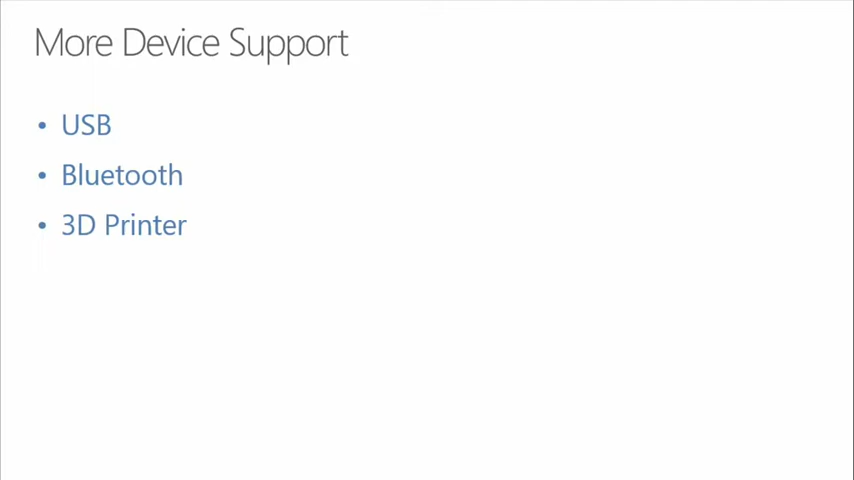 More Device Support
• USB
• Bluetooth
• 3D Printer